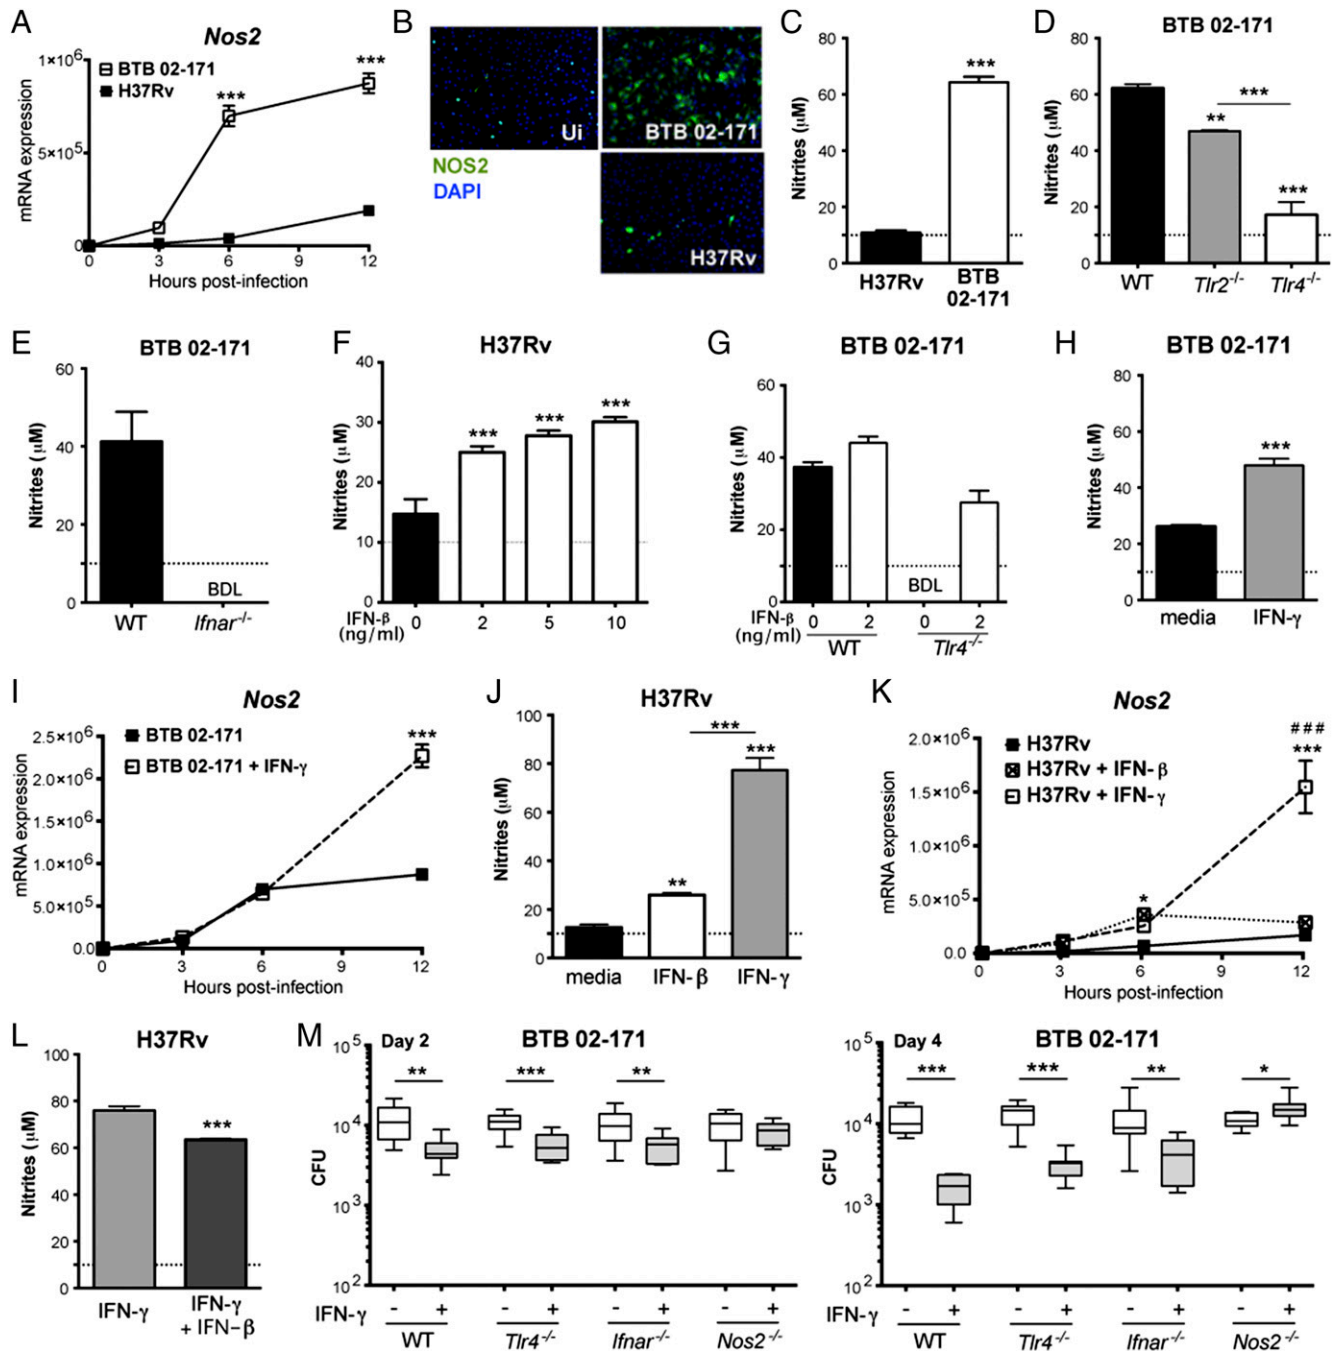 A
Nos2
1×10⁶
5×10⁵
0
mRNA expression
BTB 02-171
H37Rv
***
***
0 3 6 9 12
Hours post-infection
B
Ui
BTB 02-171
NOS2
DAPI
H37Rv
C
80
60
40
20
0
Nitrites (μM)
***
H37Rv BTB
02-171
D
BTB 02-171
80
60
40
20
0
Nitrites (μM)
***
**
***
WT Tlr2-/- Tlr4-/-
E
BTB 02-171
60
40
20
0
Nitrites (μM)
BDL
WT Ifnar-/-
F
H37Rv
40
30
20
10
0
Nitrites (μM)
***
***
***
IFN-β
(ng/ml)
0 2 5 10
G
BTB 02-171
60
40
20
0
Nitrites (μM)
BDL
IFN-β
(ng/ml)
0 2 0 2
WT Tlr4-/-
H
BTB 02-171
80
60
40
20
0
Nitrites (μM)
***
media IFN-γ
I
Nos2
2.5×10⁶
2.0×10⁶
1.5×10⁶
1.0×10⁶
5.0×10⁵
0.0
mRNA expression
BTB 02-171
BTB 02-171 + IFN-γ
***
0 3 6 9 12
Hours post-infection
J
H37Rv
100
80
60
40
20
0
Nitrites (μM)
***
***
**
media IFN-β IFN-γ
K
Nos2
2.0×10⁶
1.5×10⁶
1.0×10⁶
5.0×10⁵
0.0
mRNA expression
H37Rv
H37Rv + IFN-β
H37Rv + IFN-γ
###
***
*
0 3 6 9 12
Hours post-infection
L
H37Rv
100
80
60
40
20
0
Nitrites (μM)
***
IFN-γ IFN-γ
+ IFN-β
M
Day 2
BTB 02-171
10⁵
10⁴
10³
10²
CFU
** *** **
IFN-γ - + - + - + - +
WT Tlr4-/- Ifnar-/- Nos2-/-
Day 4
BTB 02-171
10⁵
10⁴
10³
10²
CFU
*** *** ** *
IFN-γ - + - + - + - +
WT Tlr4-/- Ifnar-/- Nos2-/-